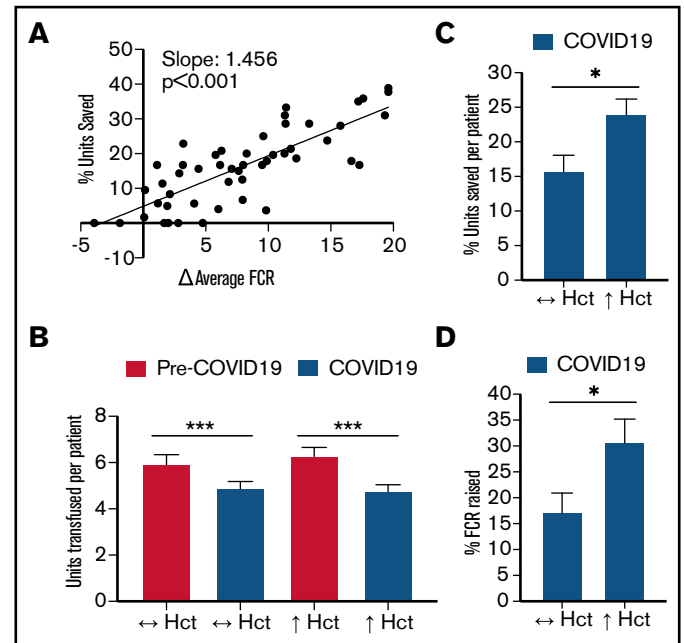 A
50
40
30
20
10
-10
% Units Saved
Slope: 1.456
p<0.001
-5
5
10
15
20
Δ Average FCR
B
Pre-COVID19
COVID19
8
6
4
2
0
Units transfused per patient
***
***
↔ Hct
↔ Hct
↑ Hct
↑ Hct
C
COVID19
30
25
20
15
10
5
0
% Units saved per patient
*
↔ Hct
↑ Hct
D
COVID19
40
35
30
25
20
15
10
5
0
% FCR raised
*
↔ Hct
↑ Hct